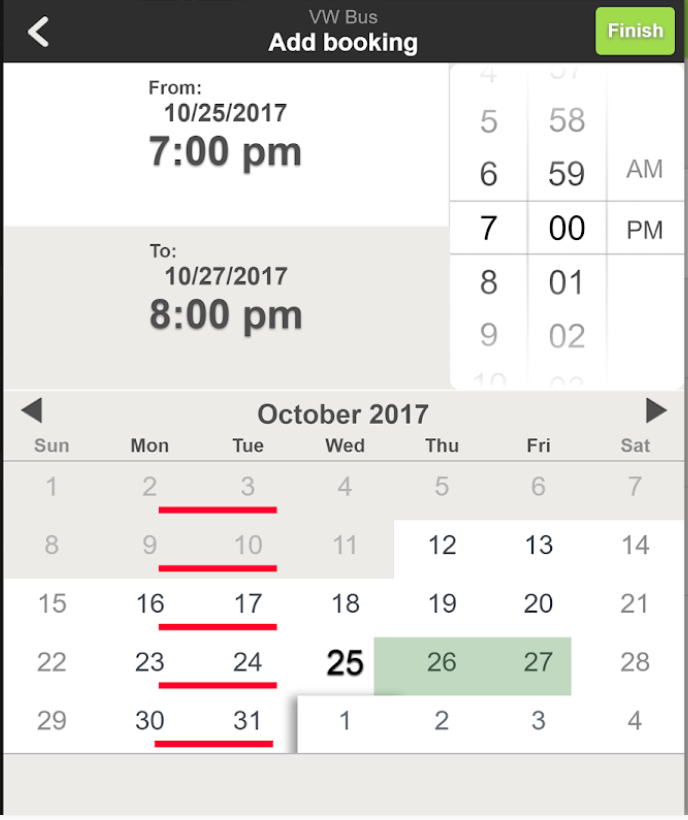 VW Bus
Add booking
Finish
From:
10/25/2017
7:00 pm
To:
10/27/2017
8:00 pm
4 57
5 58
6 59 AM
7 00 PM
8 01
9 02
10 03
October 2017
Sun Mon Tue Wed Thu Fri Sat
1 2 3 4 5 6 7
8 9 10 11 12 13 14
15 16 17 18 19 20 21
22 23 24 25 26 27 28
29 30 31 1 2 3 4